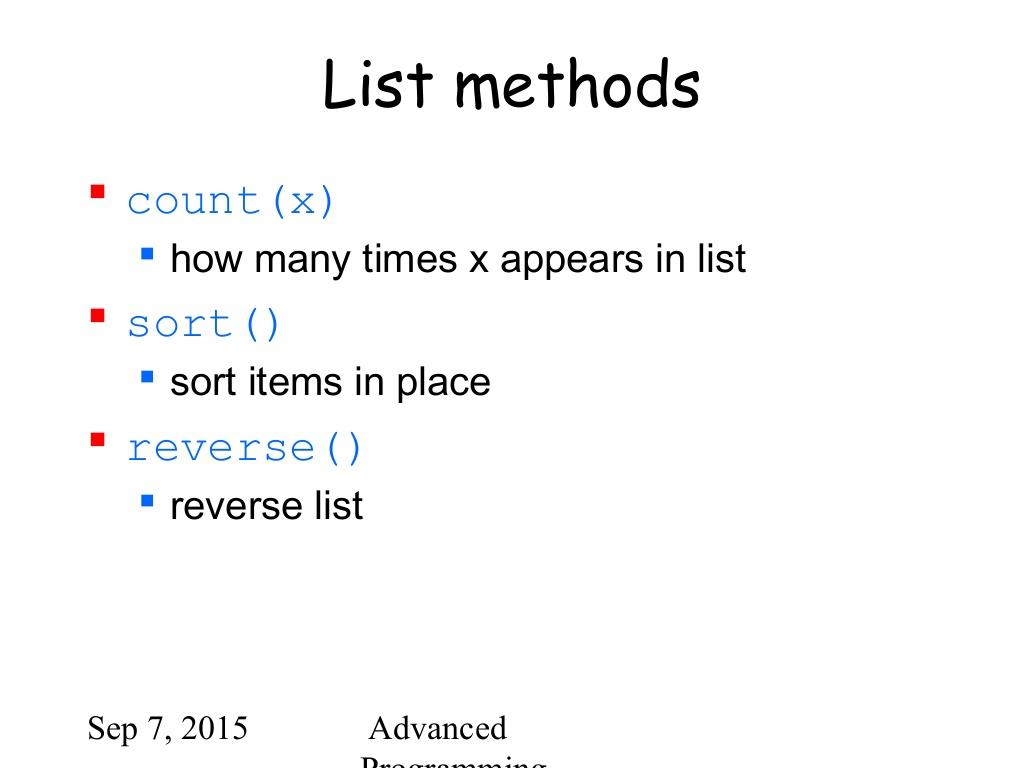 List methods
count(x)
how many times x appears in list
sort()
sort items in place
reverse()
reverse list
Sep 7, 2015
Advanced
Programming